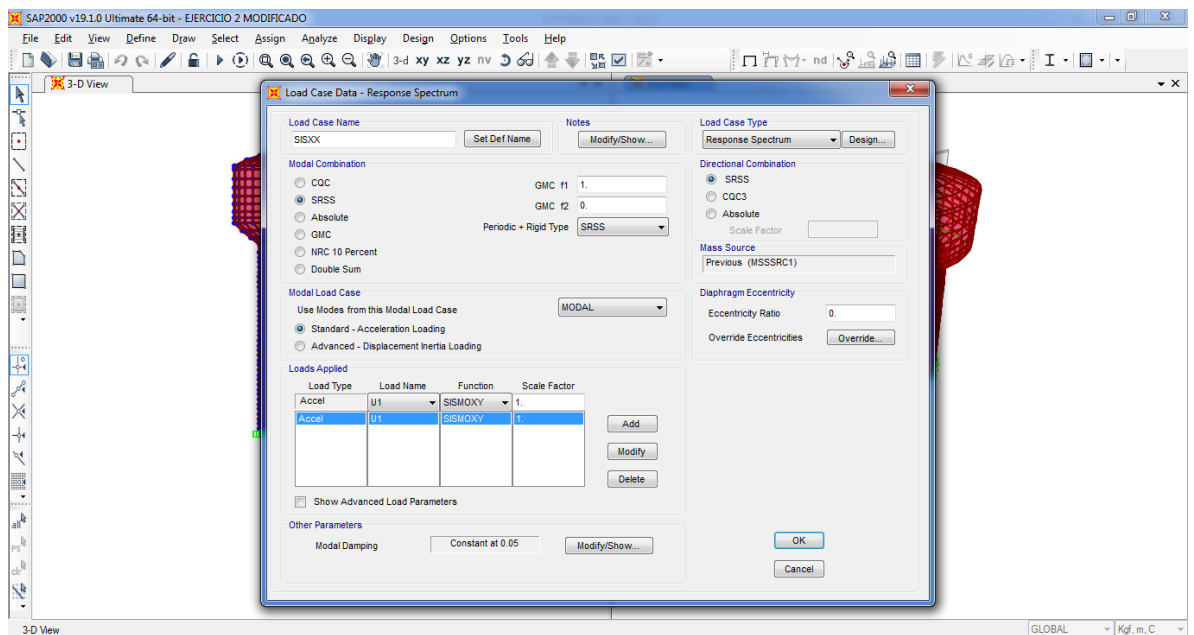 SAP2000 v19.1.0 Ultimate 64-bit - EJERCICIO 2 MODIFICADO
File Edit View Define Draw Select Assign Analyze Display Design Options Tools Help
3-d xy xz yz nv nd
3-D View
Load Case Data - Response Spectrum
Load Case Name
SISXX
Set Def Name
Notes
Modify/Show...
Load Case Type
Response Spectrum
Design...
Modal Combination
CQC
SRSS
Absolute
GMC
NRC 10 Percent
Double Sum
GMC f1 1.
GMC f2 0.
Periodic + Rigid Type SRSS
Directional Combination
SRSS
CQC3
Absolute
Scale Factor
Mass Source
Previous (MSSSRC1)
Modal Load Case
Use Modes from this Modal Load Case MODAL
Standard - Acceleration Loading
Advanced - Displacement Inertia Loading
Diaphragm Eccentricity
Eccentricity Ratio 0.
Override Eccentricities Override...
Loads Applied
Load Type Load Name Function Scale Factor
Accel U1 SISMOXY 1.
Accel U1 SISMOXY 1.
Add
Modify
Delete
Show Advanced Load Parameters
Other Parameters
Modal Damping Constant at 0.05 Modify/Show...
OK
Cancel
all
ps
clr
3-D View GLOBAL Kgf, m, C